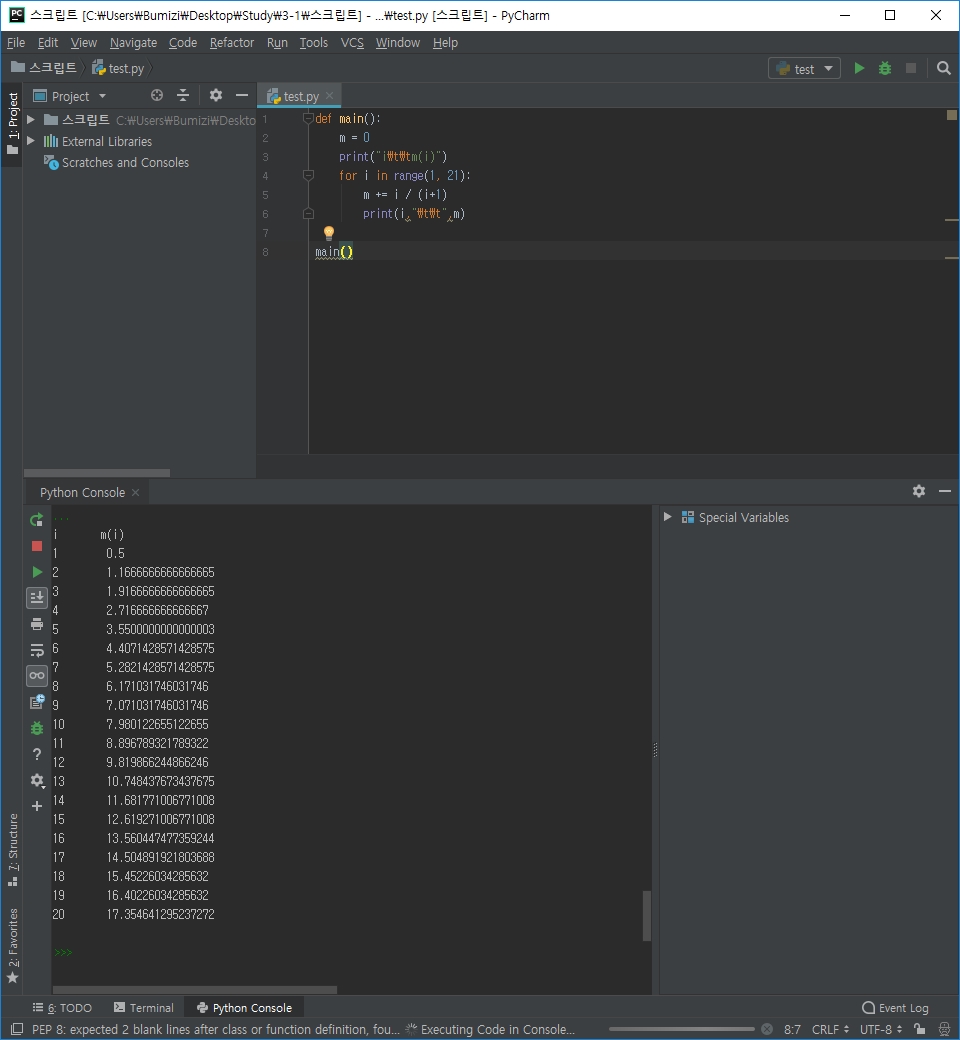 스크립트 [C:₩Users₩Bumizi₩Desktop₩Study₩3-1₩스크립트] - ...₩test.py [스크립트] - PyCharm
File Edit View Navigate Code Refactor Run Tools VCS Window Help
스크립트 test.py test
1: Project
Project
스크립트 C:₩Users₩Bumizi₩Deskto
External Libraries
Scratches and Consoles
test.py
1 def main():
2 m = 0
3 print("i₩t₩tm(i)")
4 for i in range(1, 21):
5 m += i / (i+1)
6 print(i,"₩t₩t",m)
7
8 main()
Python Console
...
i m(i)
1 0.5
2 1.1666666666666665
3 1.9166666666666665
4 2.716666666666667
5 3.5500000000000003
6 4.4071428571428575
7 5.2821428571428575
8 6.171031746031746
9 7.071031746031746
10 7.980122655122655
11 8.896789321789322
12 9.819866244866246
13 10.748437673437675
14 11.681771006771008
15 12.619271006771008
16 13.560447477359244
17 14.504891921803688
18 15.45226034285632
19 16.40226034285632
20 17.354641295237272
>>>
Special Variables
7: Structure
2: Favorites
6: TODO Terminal Python Console Event Log
PEP 8: expected 2 blank lines after class or function definition, fou... Executing Code in Console... 8:7 CRLF UTF-8